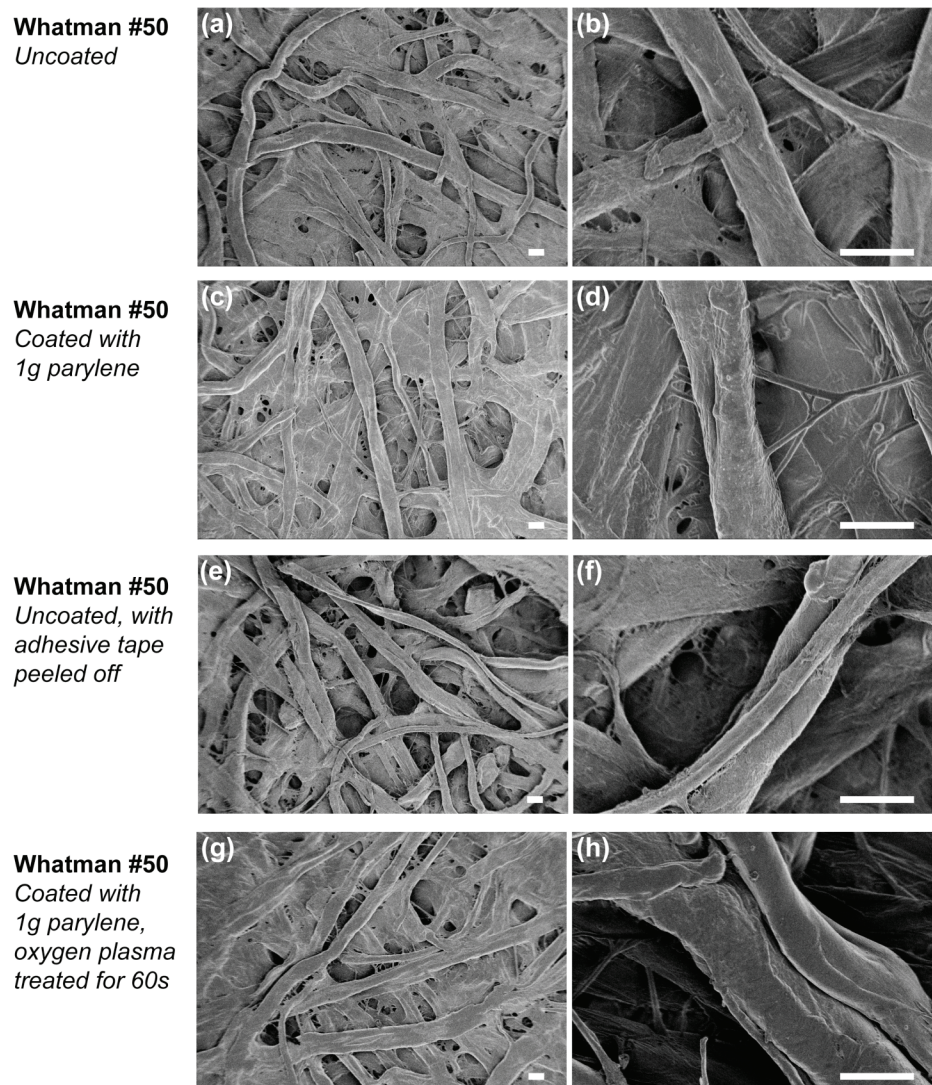 Whatman #50
Uncoated
(a)
(b)
Whatman #50
Coated with
1g parylene
(c)
(d)
Whatman #50
Uncoated, with
adhesive tape
peeled off
(e)
(f)
Whatman #50
Coated with
1g parylene,
oxygen plasma
treated for 60s
(g)
(h)